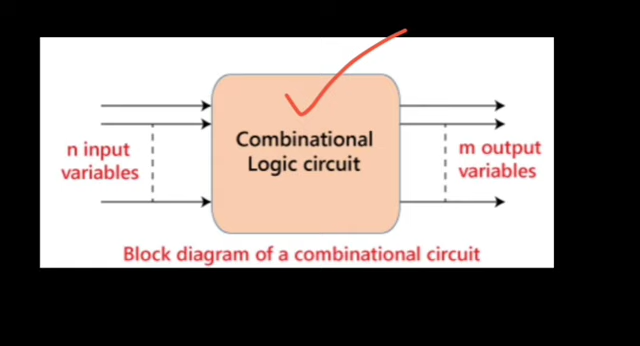 n input
variables
Combinational
Logic circuit
m output
variables
Block diagram of a combinational circuit